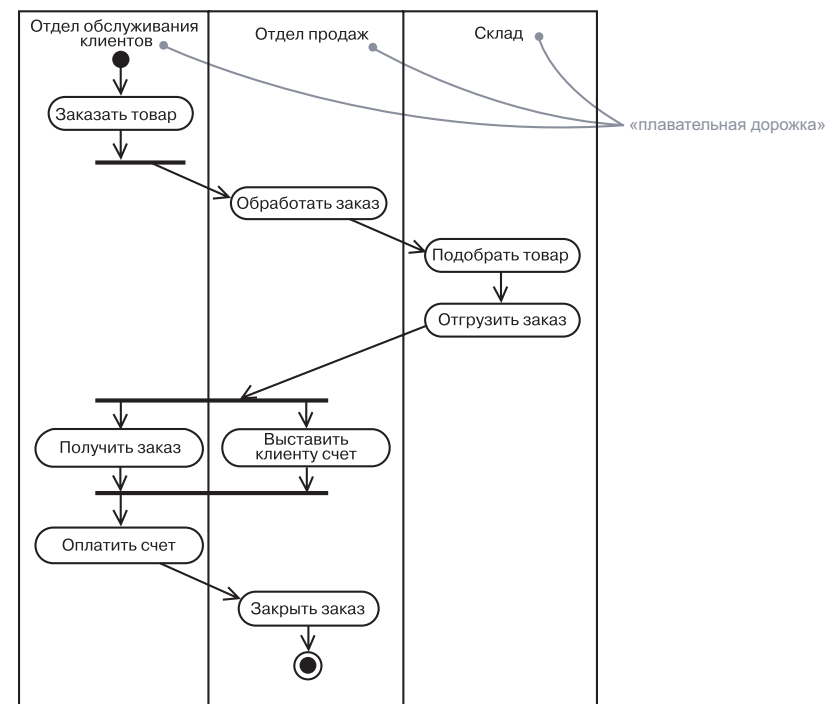 Отдел обслуживания
клиентов
Отдел продаж
Склад
Заказать товар
«плавательная дорожка»
Обработать заказ
Подобрать товар
Отгрузить заказ
Получить заказ
Выставить
клиенту счет
Оплатить счет
Закрыть заказ